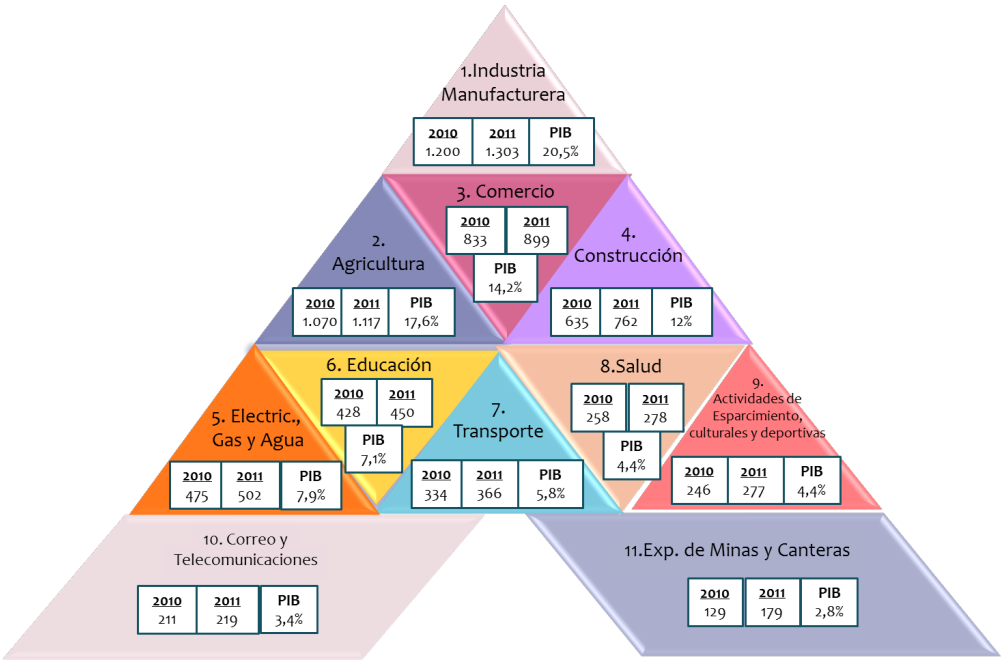 1.Industria
Manufacturera
2010 2011 PIB
1.200 1.303 20,5%
2.
Agricultura
2010 2011 PIB
1.070 1.117 17,6%
3. Comercio
2010 2011
833 899
PIB
14,2%
4.
Construcción
2010 2011 PIB
635 762 12%
5. Electric.,
Gas y Agua
2010 2011 PIB
475 502 7,9%
6. Educación
2010 2011
428 450
PIB
7,1%
7.
Transporte
2010 2011 PIB
334 366 5,8%
8.Salud
2010 2011
258 278
PIB
4,4%
9.
Actividades de
Esparcimiento,
culturales y deportivas
2010 2011 PIB
246 277 4,4%
10. Correo y
Telecomunicaciones
2010 2011 PIB
211 219 3,4%
11.Exp. de Minas y Canteras
2010 2011 PIB
129 179 2,8%